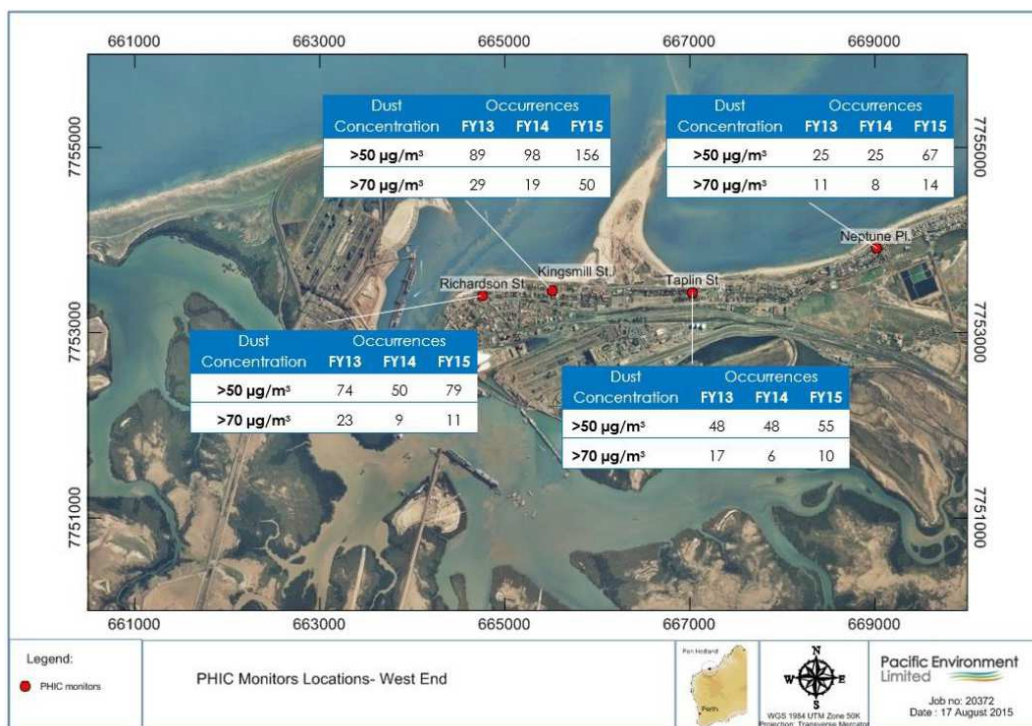 661000 663000 665000 667000 669000
Dust Occurrences
Concentration FY13 FY14 FY15
>50 µg/m³ 89 98 156
>70 µg/m³ 29 19 50
Dust Occurrences
Concentration FY13 FY14 FY15
>50 µg/m³ 25 25 67
>70 µg/m³ 11 8 14
7755000
7755000
Neptune Pl.
Kingsmill St.
Richardson St
Taplin St
7753000
7753000
Dust Occurrences
Concentration FY13 FY14 FY15
>50 µg/m³ 74 50 79
>70 µg/m³ 23 9 11
Dust Occurrences
Concentration FY13 FY14 FY15
>50 µg/m³ 48 48 55
>70 µg/m³ 17 6 10
7751000
7751000
661000 663000 665000 667000 669000
Legend:
PHIC monitors
PHIC Monitors Locations- West End
Port Hedland
Perth
N
W E
S
WGS 1984 UTM Zone 50K
Projection: Transverse Mercator
Pacific Environment
Limited
Job no: 20372
Date : 17 August 2015